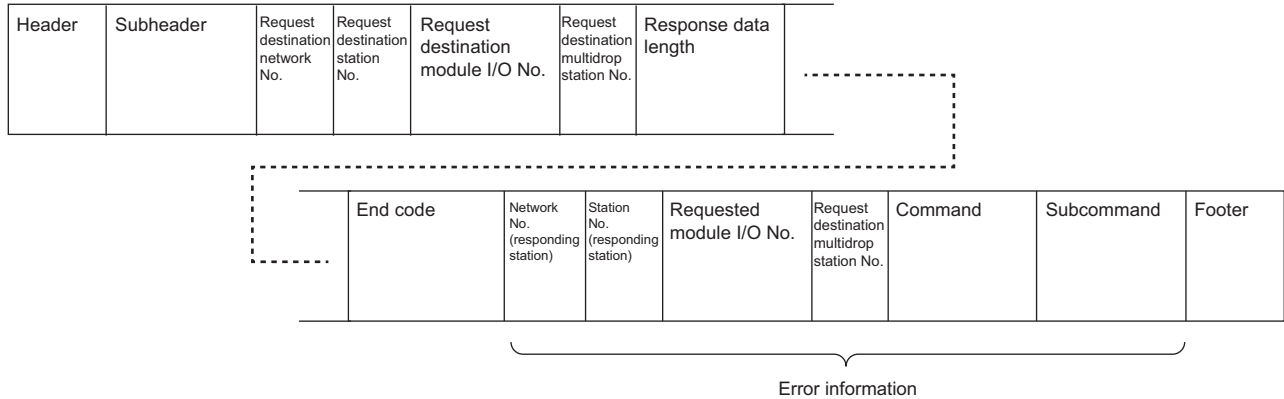 Header
Subheader
Request
destination
network
No.
Request
destination
station
No.
Request
destination
module I/O No.
Request
destination
multidrop
station No.
Response data
length
End code
Network
No.
(responding
station)
Station
No.
(responding
station)
Requested
module I/O No.
Request
destination
multidrop
station No.
Command
Subcommand
Footer
Error information